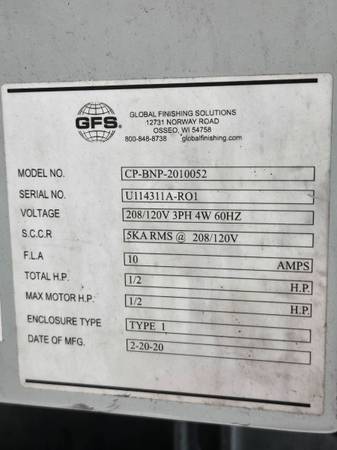 GFS
GLOBAL FINISHING SOLUTIONS
12731 NORWAY ROAD
OSSEO, WI 54758
800-848-8738 globalfinishing.com
MODEL NO. CP-BNP-2010052
SERIAL NO. U114311A-RO1
VOLTAGE 208/120V 3PH 4W 60HZ
S.C.C.R 5KA RMS @ 208/120V
F.L.A 10 AMPS
TOTAL H.P. 1/2 H.P.
MAX MOTOR H.P. 1/2 H.P.
ENCLOSURE TYPE TYPE 1
DATE OF MFG. 2-20-20